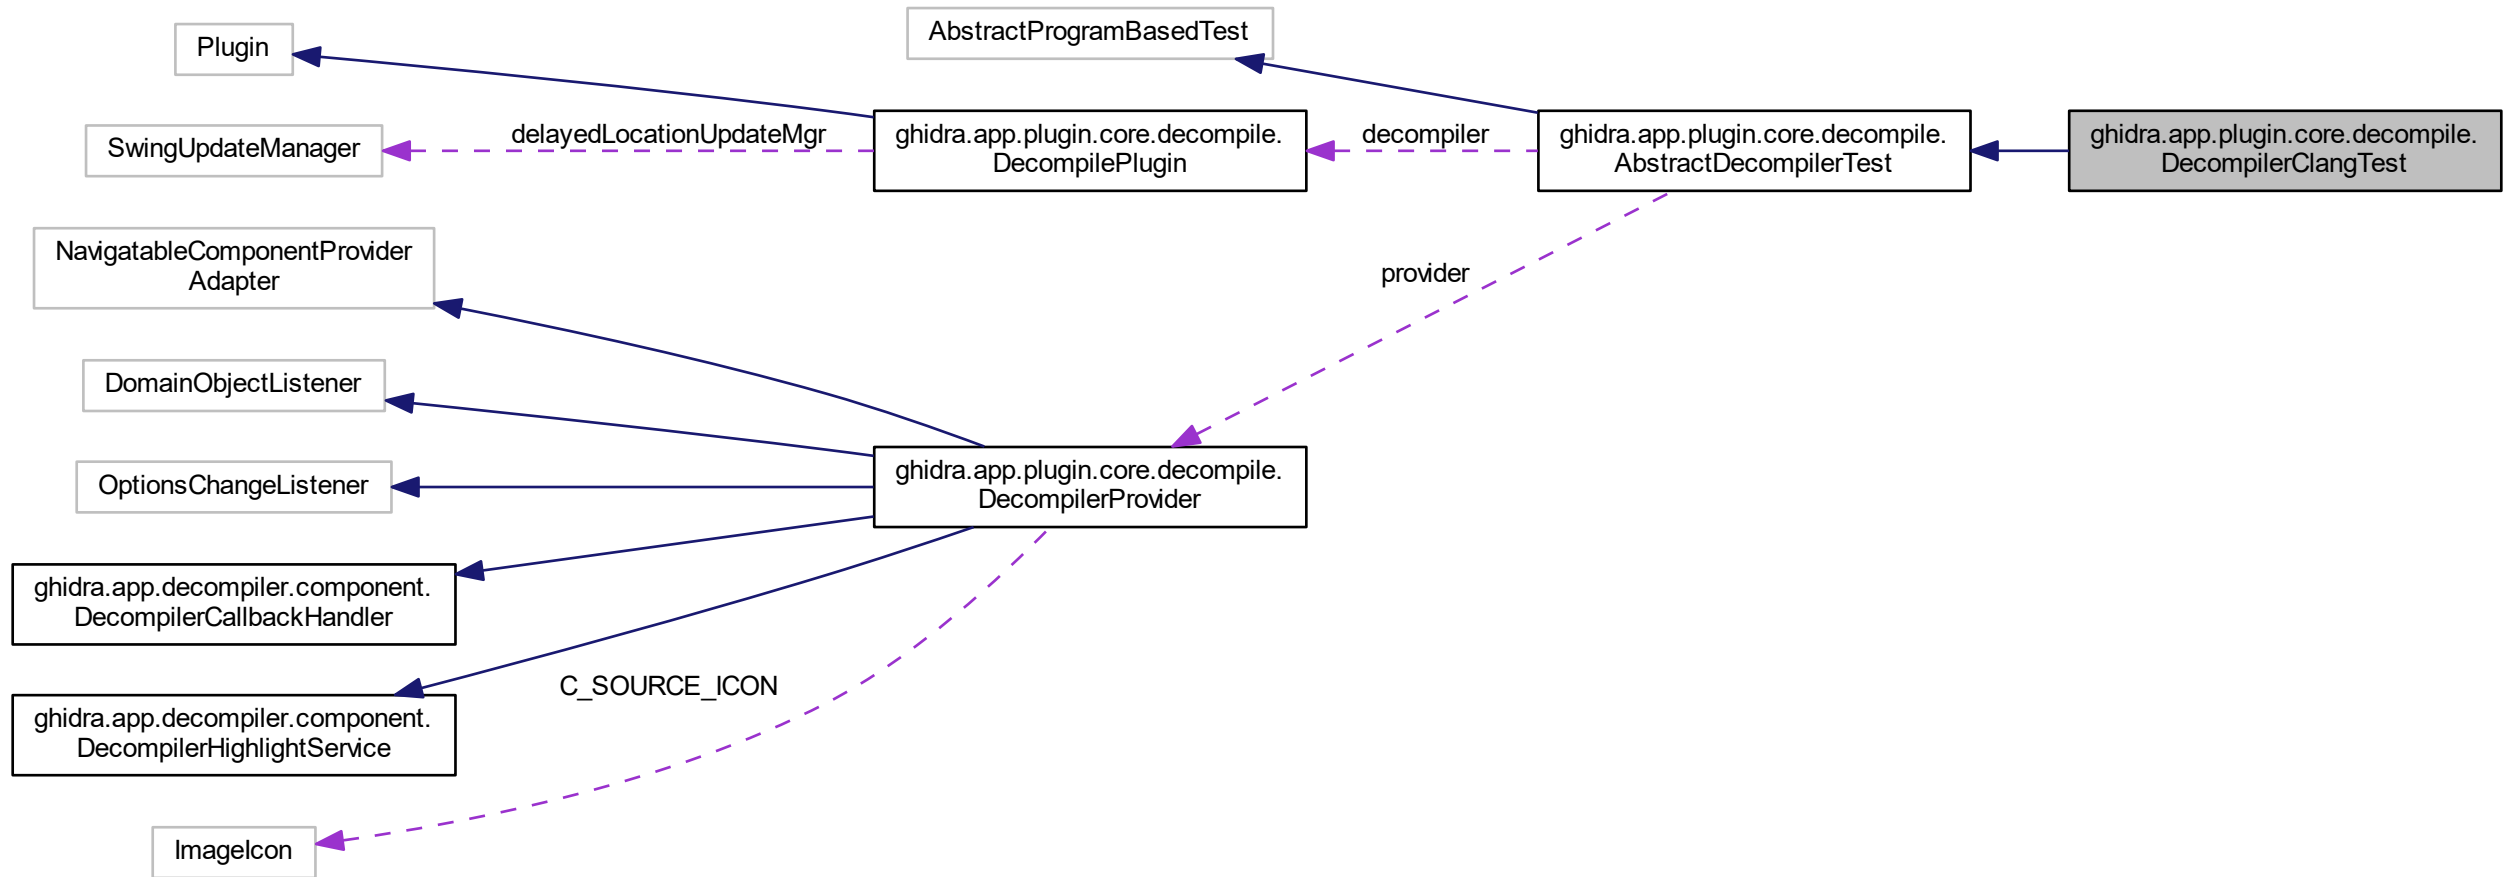 AbstractProgramBasedTest
Plugin
delayedLocationUpdateMgr
decompiler
SwingUpdateManager
ghidra.app.plugin.core.decompile.
DecompilePlugin
ghidra.app.plugin.core.decompile.
AbstractDecompilerTest
ghidra.app.plugin.core.decompile.
DecompilerClangTest
NavigatableComponentProvider
Adapter
provider
DomainObjectListener
OptionsChangeListener
ghidra.app.plugin.core.decompile.
DecompilerProvider
ghidra.app.decompiler.component.
DecompilerCallbackHandler
C_SOURCE_ICON
ghidra.app.decompiler.component.
DecompilerHighlightService
ImageIcon